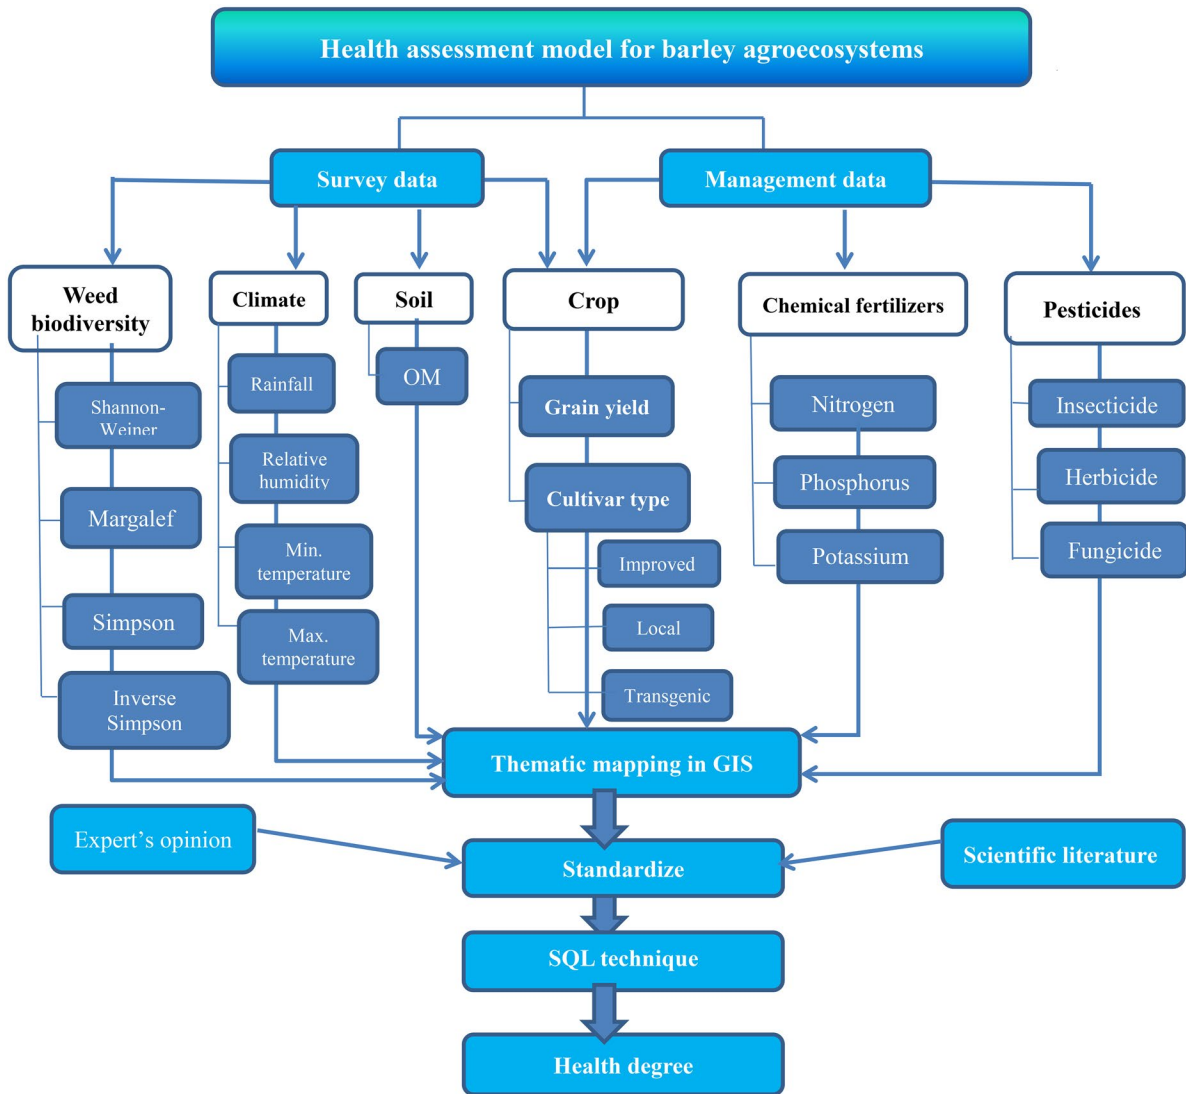 Health assessment model for barley agroecosystems
Survey data
Management data
Weed
biodiversity
Climate
Soil
Crop
Chemical fertilizers
Pesticides
Shannon-
Weiner
Margalef
Simpson
Inverse
Simpson
Rainfall
Relative
humidity
Min.
temperature
Max.
temperature
OM
Grain yield
Cultivar type
Improved
Local
Transgenic
Nitrogen
Phosphorus
Potassium
Insecticide
Herbicide
Fungicide
Thematic mapping in GIS
Expert’s opinion
Standardize
Scientific literature
SQL technique
Health degree